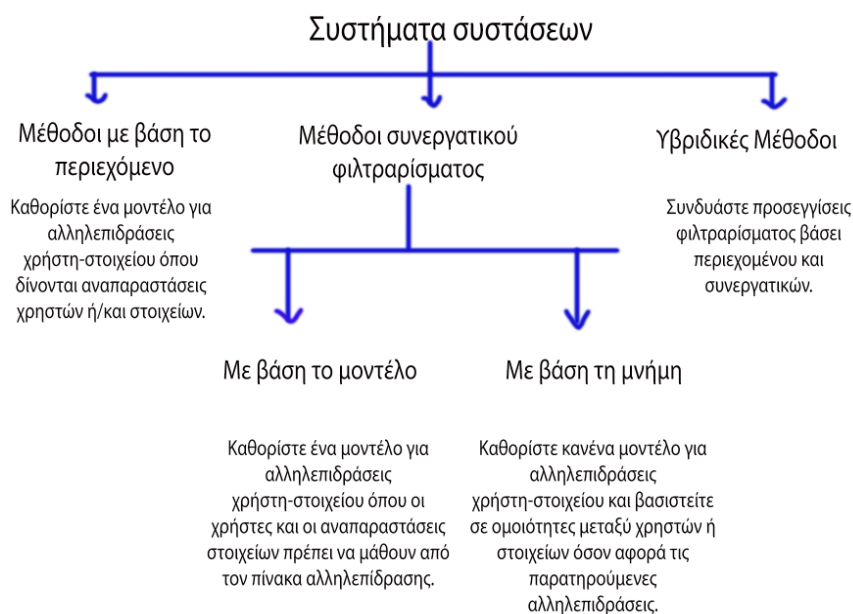 Συστήματα συστάσεων
Μέθοδοι με βάση το
περιεχόμενο
Καθορίστε ένα μοντέλο για
αλληλεπιδράσεις
χρήστη-στοιχείου όπου
δίνονται αναπαραστάσεις
χρηστών ή/και στοιχείων.
Μέθοδοι συνεργατικού
φιλτραρίσματος
Υβριδικές Μέθοδοι
Συνδυάστε προσεγγίσεις
φιλτραρίσματος βάσει
περιεχομένου και
συνεργατικών.
Με βάση το μοντέλο
Καθορίστε ένα μοντέλο για
αλληλεπιδράσεις
χρήστη-στοιχείου όπου οι
χρήστες και οι αναπαραστάσεις
στοιχείων πρέπει να μάθουν από
τον πίνακα αλληλεπίδρασης.
Με βάση τη μνήμη
Καθορίστε κανένα μοντέλο για
αλληλεπιδράσεις
χρήστη-στοιχείου και βασιστείτε
σε ομοιότητες μεταξύ χρηστών ή
στοιχείων όσον αφορά τις
παρατηρούμενες
αλληλεπιδράσεις.